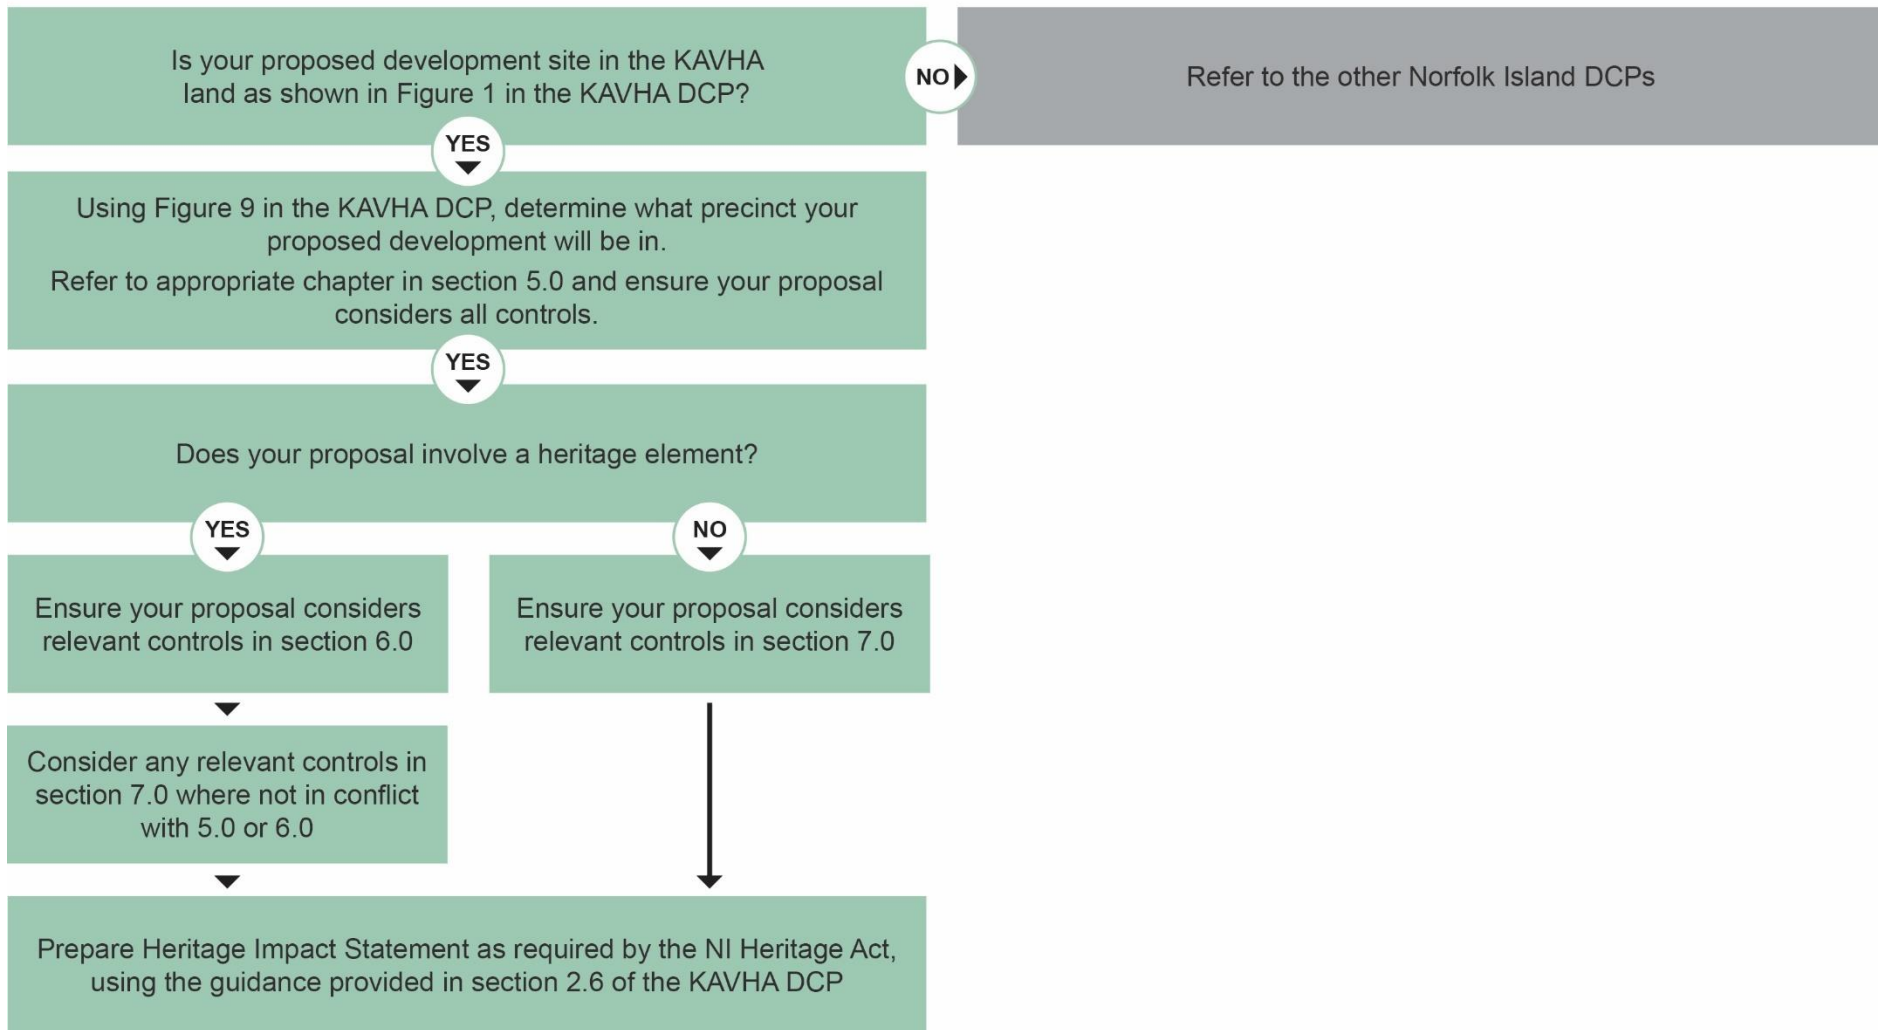 Is your proposed development site in the KAVHA
land as shown in Figure 1 in the KAVHA DCP?
NO
Refer to the other Norfolk Island DCPs
YES
Using Figure 9 in the KAVHA DCP, determine what precinct your
proposed development will be in.
Refer to appropriate chapter in section 5.0 and ensure your proposal
considers all controls.
YES
Does your proposal involve a heritage element?
YES
NO
Ensure your proposal considers
relevant controls in section 6.0
Ensure your proposal considers
relevant controls in section 7.0
Consider any relevant controls in
section 7.0 where not in conflict
with 5.0 or 6.0
Prepare Heritage Impact Statement as required by the NI Heritage Act,
using the guidance provided in section 2.6 of the KAVHA DCP